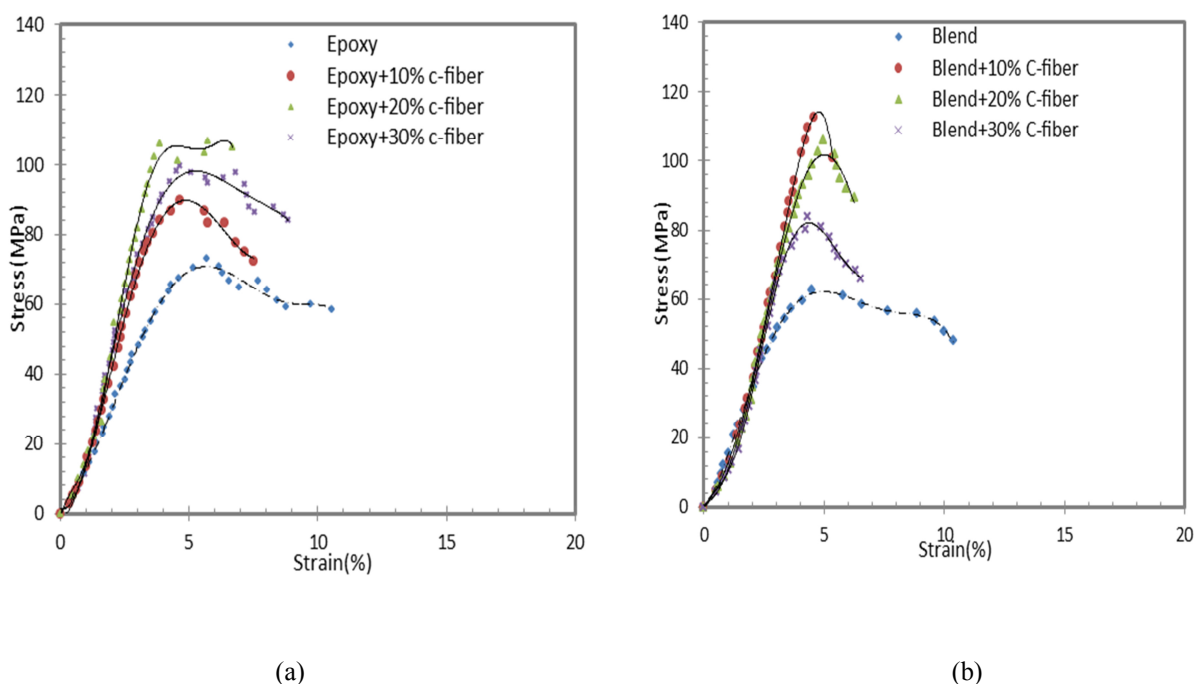 140
120
100
80
60
40
20
0
Stress (MPa)
Epoxy
Epoxy+10% c-fiber
Epoxy+20% c-fiber
Epoxy+30% c-fiber
0 5 10 15 20
Strain(%)
(a)
140
120
100
80
60
40
20
0
Stress (MPa)
Blend
Blend+10% C-fiber
Blend+20% C-fiber
Blend+30% C-fiber
0 5 10 15 20
Strain(%)
(b)